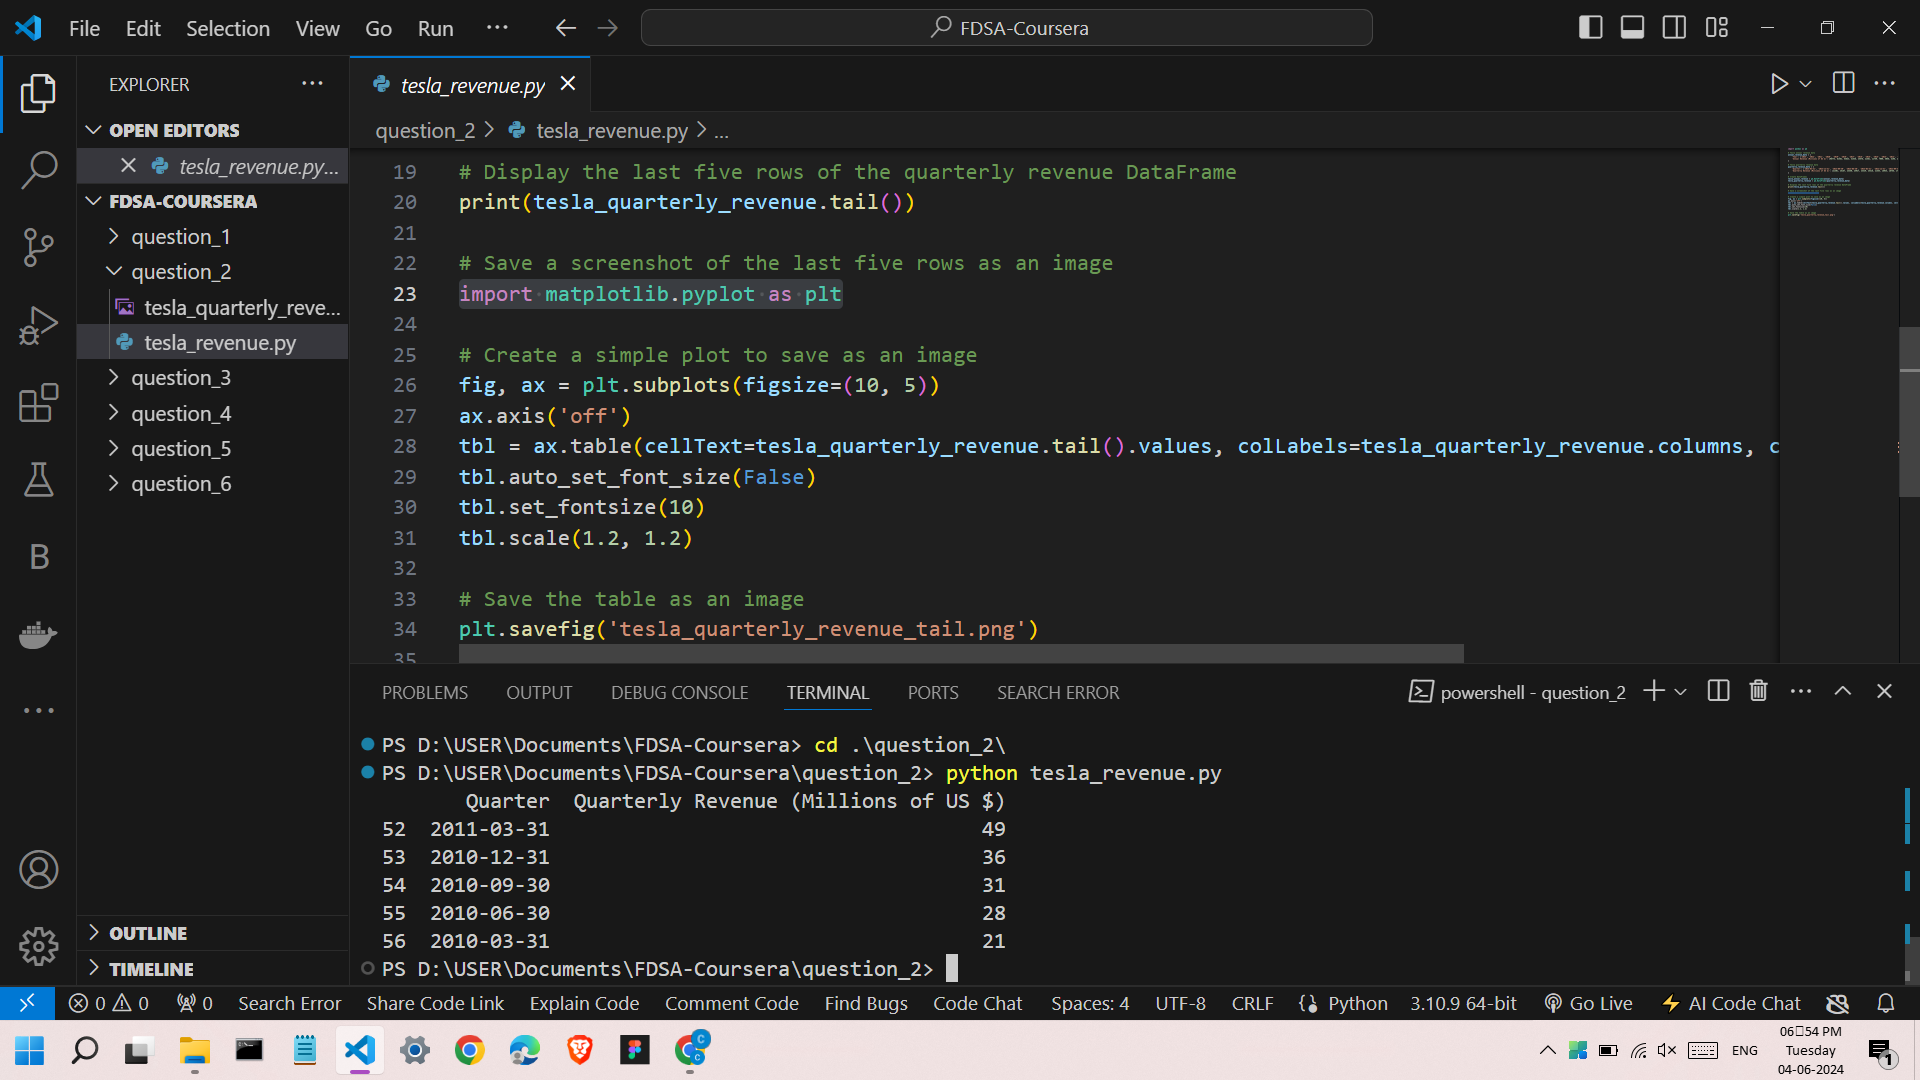 File Edit Selection View Go Run ···
FDSA-Coursera
EXPLORER
OPEN EDITORS
tesla_revenue.py...
FDSA-COURSERA
question_1
question_2
tesla_quarterly_reve...
tesla_revenue.py
question_3
question_4
question_5
question_6
OUTLINE
TIMELINE
tesla_revenue.py
question_2 > tesla_revenue.py > ...
19 # Display the last five rows of the quarterly revenue DataFrame
20 print(tesla_quarterly_revenue.tail())
21
22 # Save a screenshot of the last five rows as an image
23 import matplotlib.pyplot as plt
24
25 # Create a simple plot to save as an image
26 fig, ax = plt.subplots(figsize=(10, 5))
27 ax.axis('off')
28 tbl = ax.table(cellText=tesla_quarterly_revenue.tail().values, colLabels=tesla_quarterly_revenue.columns, c
29 tbl.auto_set_font_size(False)
30 tbl.set_fontsize(10)
31 tbl.scale(1.2, 1.2)
32
33 # Save the table as an image
34 plt.savefig('tesla_quarterly_revenue_tail.png')
35
PROBLEMS OUTPUT DEBUG CONSOLE TERMINAL PORTS SEARCH ERROR
powershell - question_2
PS D:\USER\Documents\FDSA-Coursera> cd .\question_2\
PS D:\USER\Documents\FDSA-Coursera\question_2> python tesla_revenue.py
Quarter Quarterly Revenue (Millions of US $)
52 2011-03-31 49
53 2010-12-31 36
54 2010-09-30 31
55 2010-06-30 28
56 2010-03-31 21
PS D:\USER\Documents\FDSA-Coursera\question_2>
0 0 0 Search Error Share Code Link Explain Code Comment Code Find Bugs Code Chat Spaces: 4 UTF-8 CRLF Python 3.10.9 64-bit Go Live AI Code Chat
ENG
06▯54 PM
Tuesday
04-06-2024
1